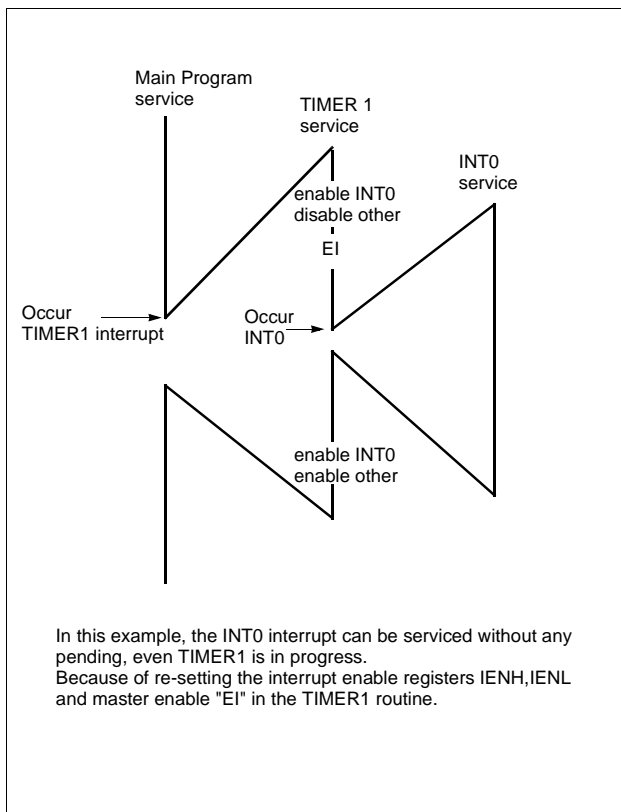 Main Program
service
TIMER 1
service
INT0
service
enable INT0
disable other
EI
Occur
TIMER1 interrupt
Occur
INT0
enable INT0
enable other
In this example, the INT0 interrupt can be serviced without any
pending, even TIMER1 is in progress.
Because of re-setting the interrupt enable registers IENH,IENL
and master enable "EI" in the TIMER1 routine.